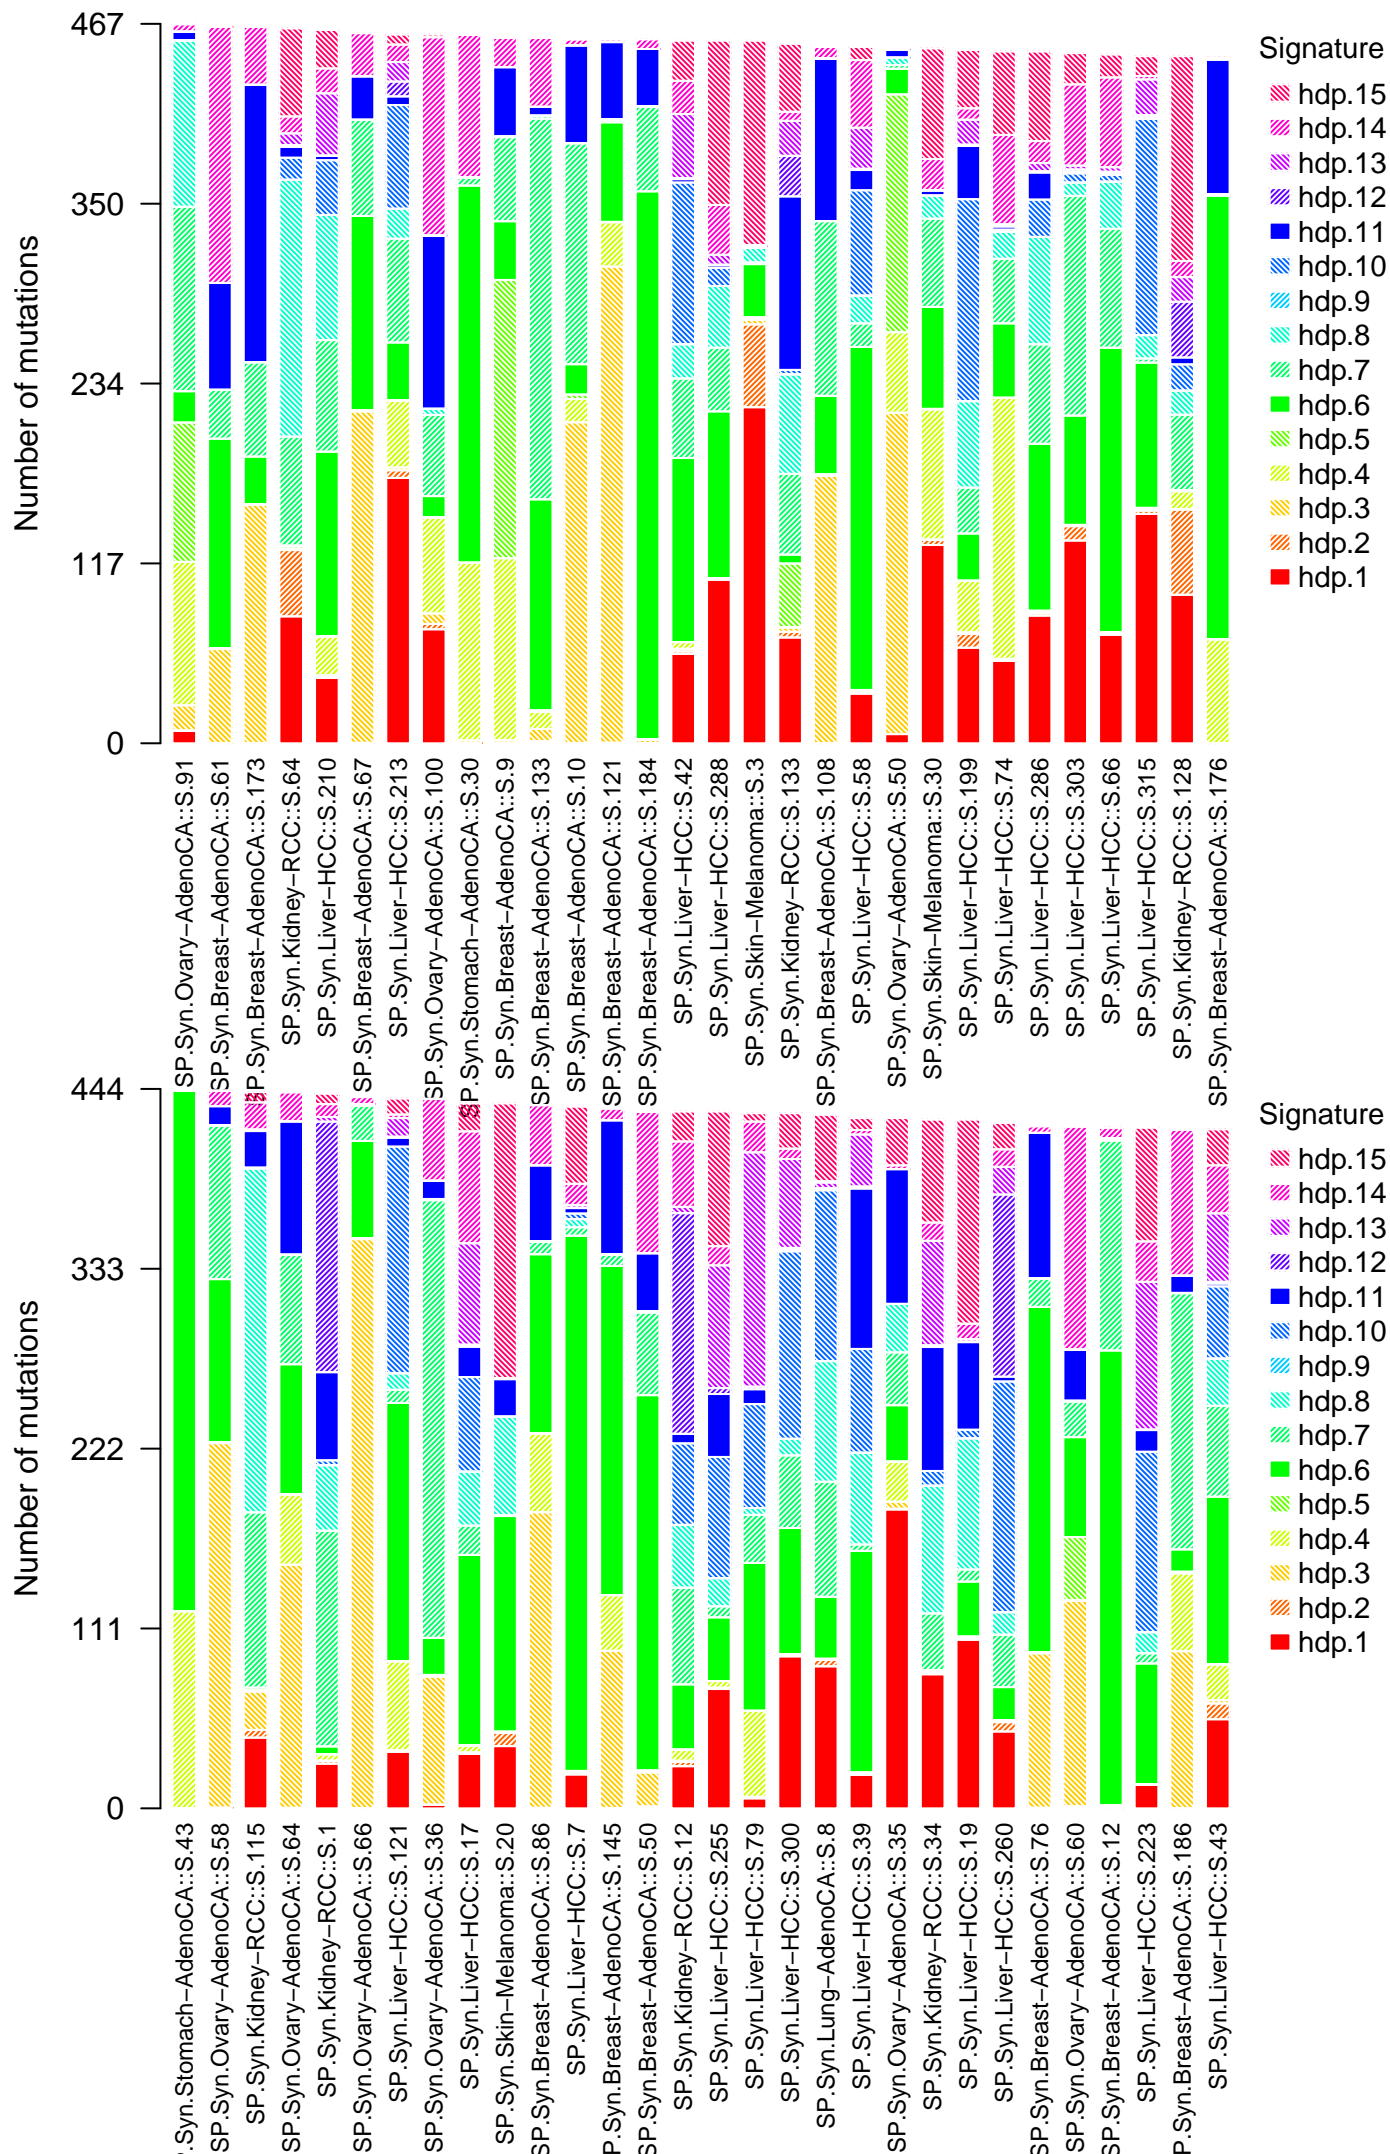 Number of mutations
467
350
234
117
0
SP.Syn.Ovary−AdenoCA::S.91
SP.Syn.Breast−AdenoCA::S.61
SP.Syn.Breast−AdenoCA::S.173
SP.Syn.Kidney−RCC::S.64
SP.Syn.Liver−HCC::S.210
SP.Syn.Breast−AdenoCA::S.67
SP.Syn.Liver−HCC::S.213
SP.Syn.Ovary−AdenoCA::S.100
SP.Syn.Stomach−AdenoCA::S.30
SP.Syn.Breast−AdenoCA::S.9
SP.Syn.Breast−AdenoCA::S.133
SP.Syn.Breast−AdenoCA::S.10
SP.Syn.Breast−AdenoCA::S.121
SP.Syn.Breast−AdenoCA::S.184
SP.Syn.Liver−HCC::S.42
SP.Syn.Liver−HCC::S.288
SP.Syn.Skin−Melanoma::S.3
SP.Syn.Kidney−RCC::S.133
SP.Syn.Breast−AdenoCA::S.108
SP.Syn.Liver−HCC::S.58
SP.Syn.Ovary−AdenoCA::S.50
SP.Syn.Skin−Melanoma::S.30
SP.Syn.Liver−HCC::S.199
SP.Syn.Liver−HCC::S.74
SP.Syn.Liver−HCC::S.286
SP.Syn.Liver−HCC::S.303
SP.Syn.Liver−HCC::S.66
SP.Syn.Liver−HCC::S.315
SP.Syn.Kidney−RCC::S.128
SP.Syn.Breast−AdenoCA::S.176
Signature
hdp.15
hdp.14
hdp.13
hdp.12
hdp.11
hdp.10
hdp.9
hdp.8
hdp.7
hdp.6
hdp.5
hdp.4
hdp.3
hdp.2
hdp.1
Number of mutations
444
333
222
111
0
P.Syn.Stomach−AdenoCA::S.43
SP.Syn.Ovary−AdenoCA::S.58
SP.Syn.Kidney−RCC::S.115
SP.Syn.Ovary−AdenoCA::S.64
SP.Syn.Kidney−RCC::S.1
SP.Syn.Ovary−AdenoCA::S.66
SP.Syn.Liver−HCC::S.121
SP.Syn.Ovary−AdenoCA::S.36
SP.Syn.Liver−HCC::S.17
SP.Syn.Skin−Melanoma::S.20
SP.Syn.Breast−AdenoCA::S.86
SP.Syn.Liver−HCC::S.7
P.Syn.Breast−AdenoCA::S.145
SP.Syn.Breast−AdenoCA::S.50
SP.Syn.Kidney−RCC::S.12
SP.Syn.Liver−HCC::S.255
SP.Syn.Liver−HCC::S.79
SP.Syn.Liver−HCC::S.300
SP.Syn.Lung−AdenoCA::S.8
SP.Syn.Liver−HCC::S.39
SP.Syn.Ovary−AdenoCA::S.35
SP.Syn.Kidney−RCC::S.34
SP.Syn.Liver−HCC::S.19
SP.Syn.Liver−HCC::S.260
SP.Syn.Breast−AdenoCA::S.76
SP.Syn.Ovary−AdenoCA::S.60
SP.Syn.Breast−AdenoCA::S.12
SP.Syn.Liver−HCC::S.223
SP.Syn.Breast−AdenoCA::S.186
SP.Syn.Liver−HCC::S.43
Signature
hdp.15
hdp.14
hdp.13
hdp.12
hdp.11
hdp.10
hdp.9
hdp.8
hdp.7
hdp.6
hdp.5
hdp.4
hdp.3
hdp.2
hdp.1